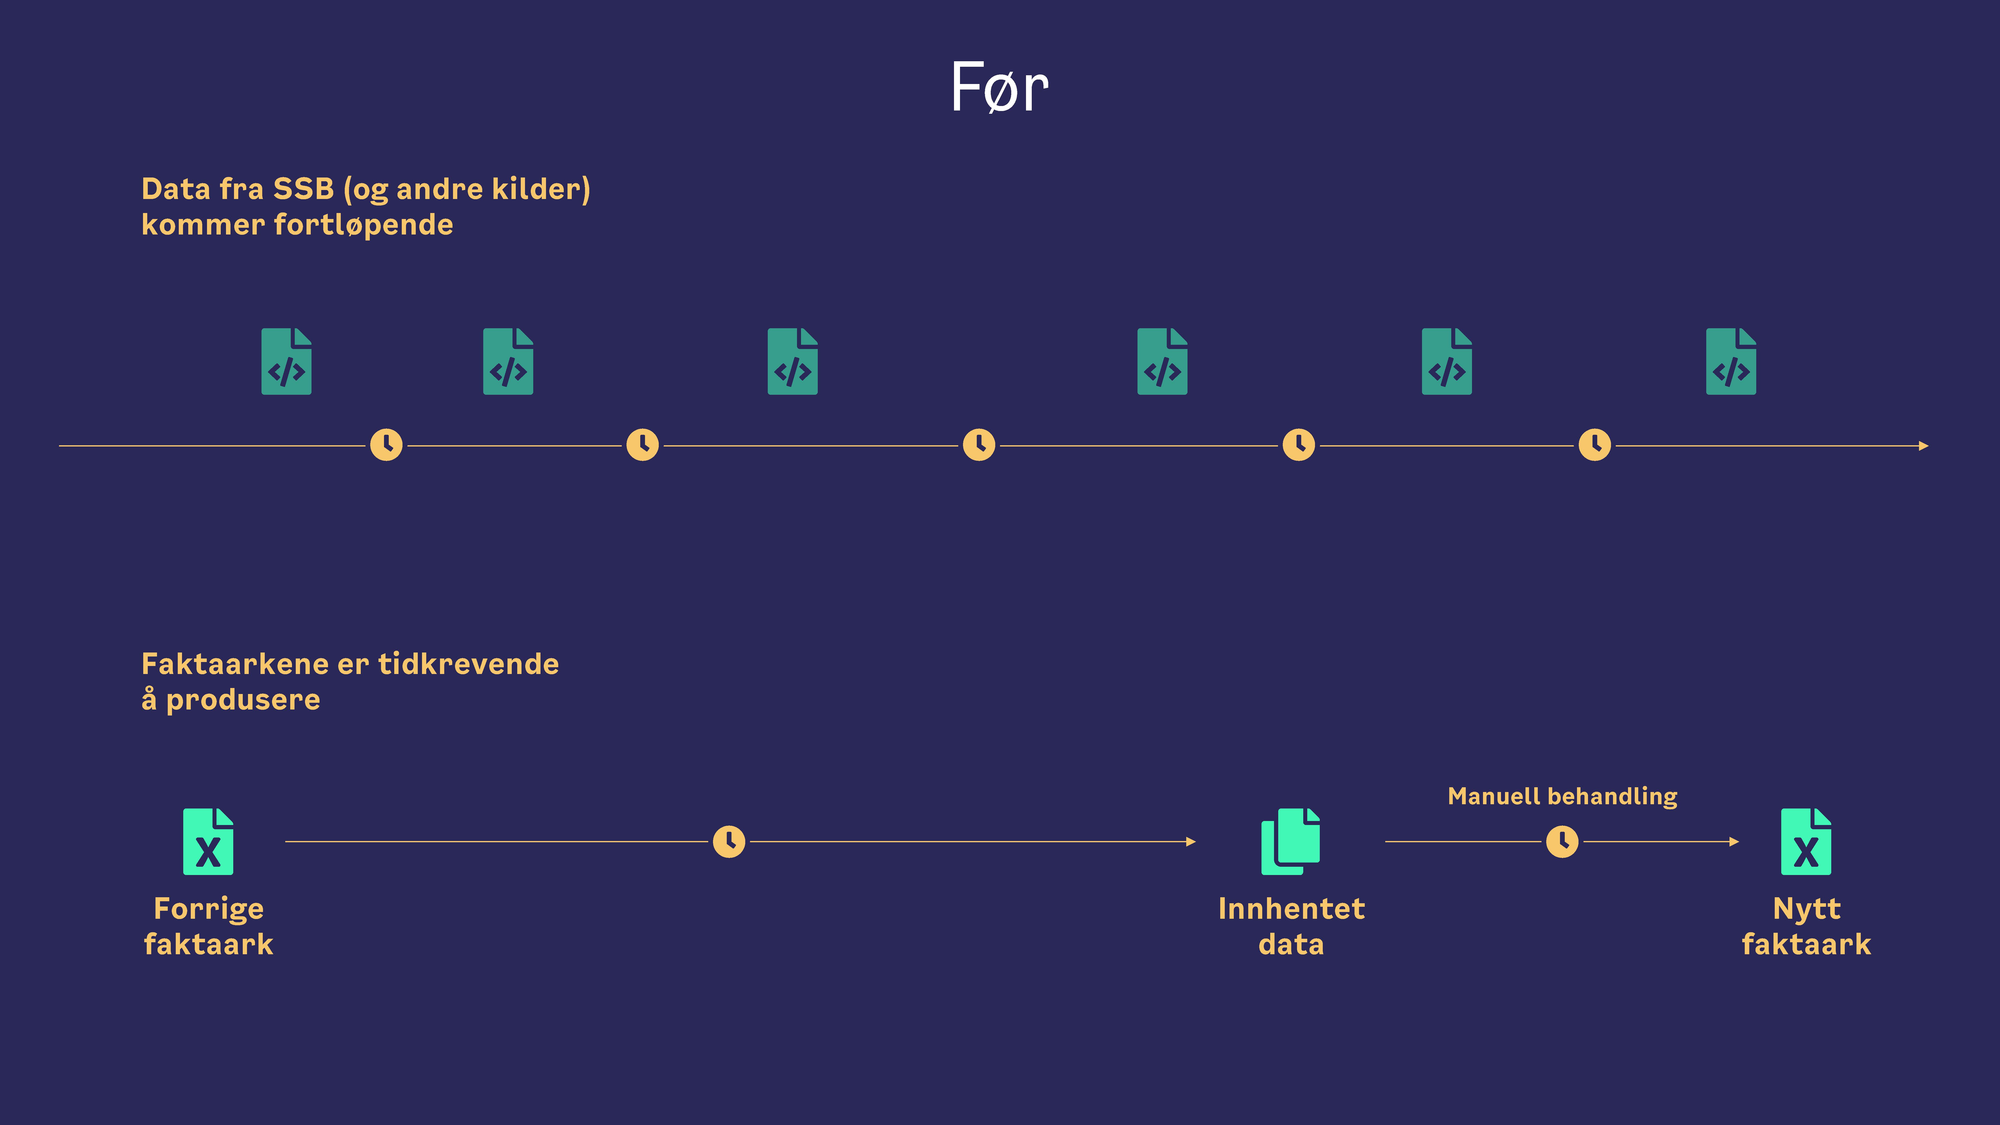 Før
Data fra SSB (og andre kilder)
kommer fortløpende
Faktaarkene er tidkrevende
å produsere
Manuell behandling
Forrige
faktaark
Innhentet
data
Nytt
faktaark